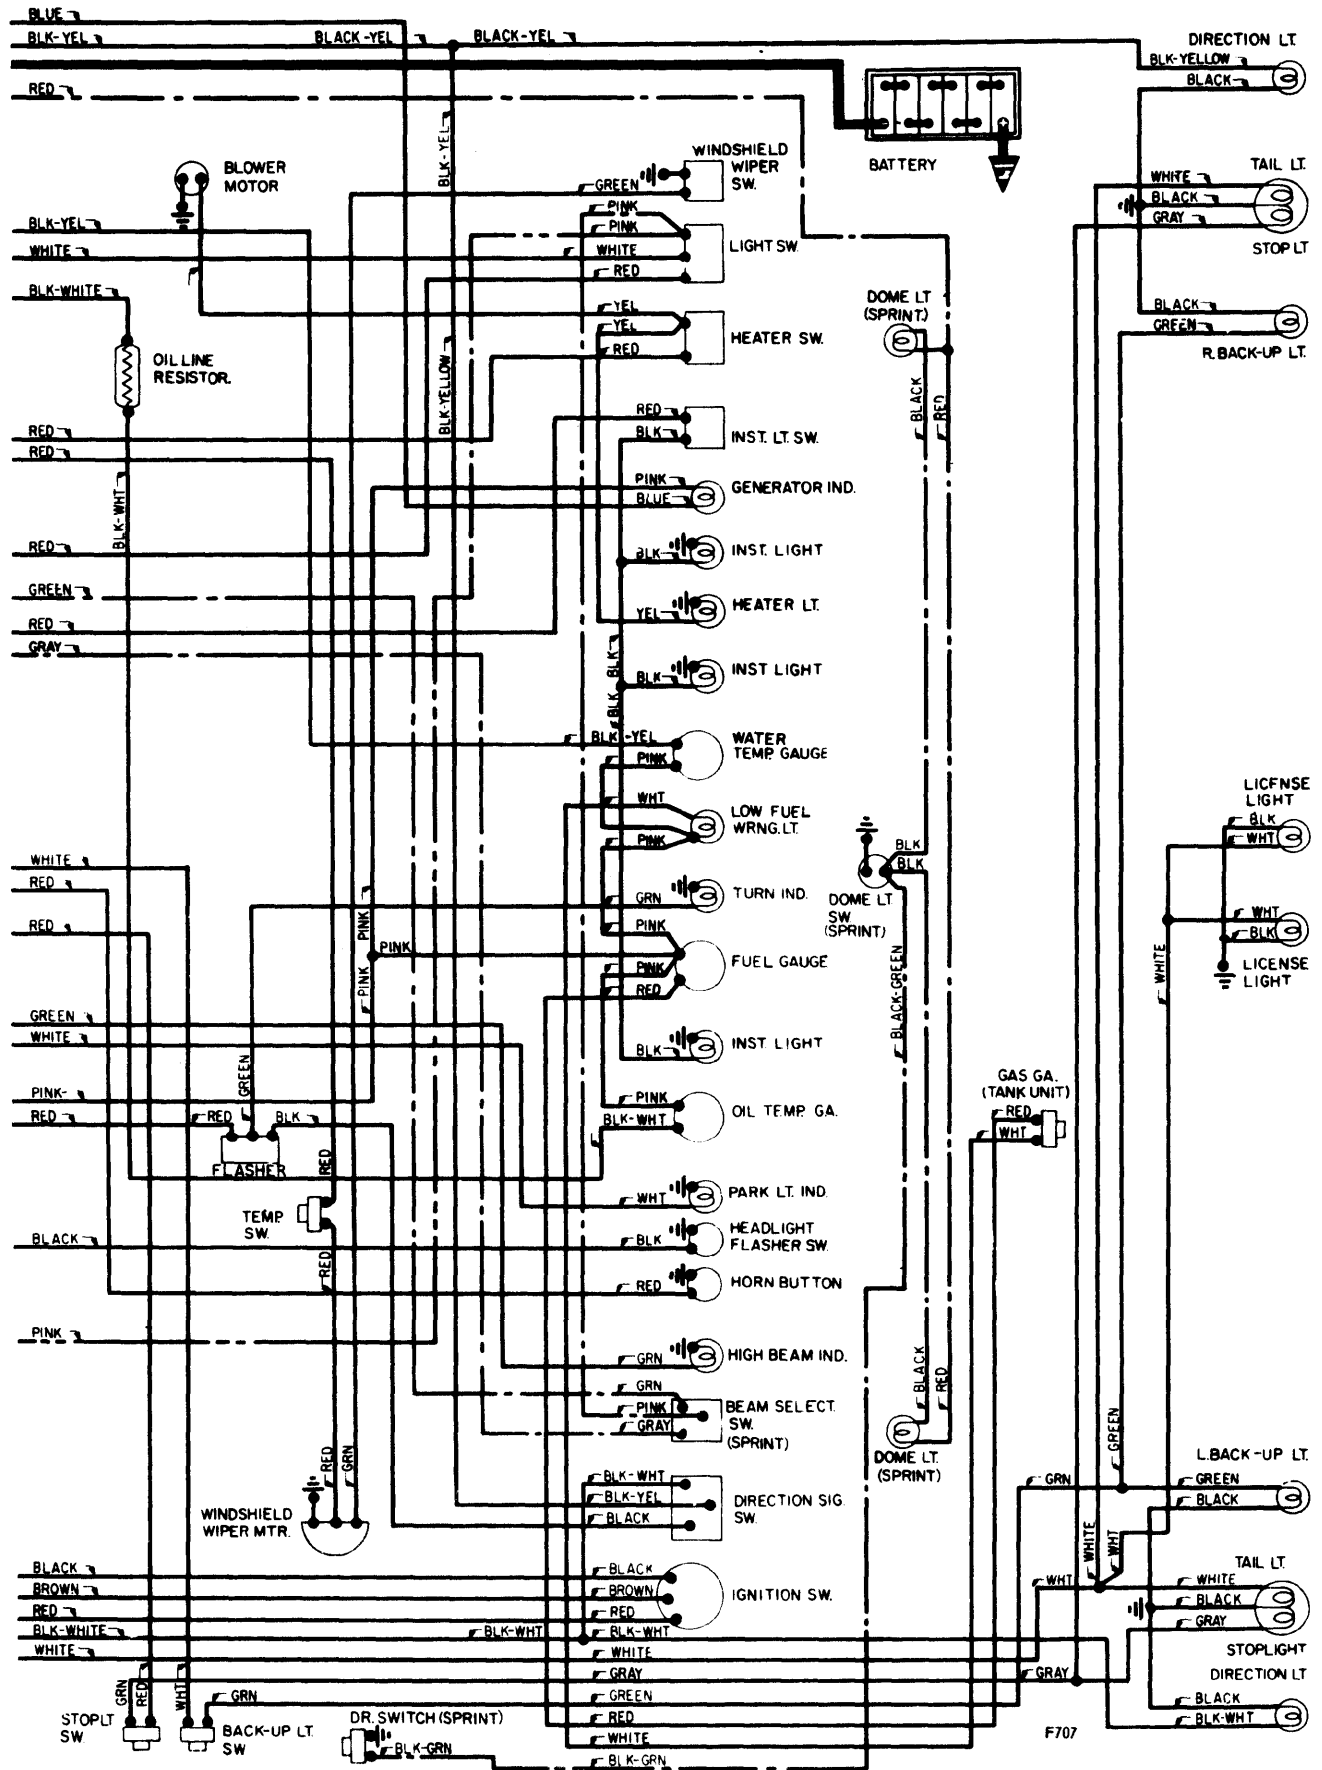 BLUE
BLK-YEL
BLACK-YEL
BLACK-YEL
DIRECTION LT.
BLK-YELLOW
BLACK
RED
BATTERY
BLK-YEL
BLOWER
MOTOR
WINDSHIELD
WIPER
SW.
GREEN
PINK
PINK
WHITE
RED
LIGHT SW.
TAIL LT.
WHITE
BLACK
GRAY
STOP LT
BLK-YEL
WHITE
BLK-WHITE
DOME LT
(SPRINT.)
BLACK
GREEN
R. BACK-UP LT.
YEL
YEL
RED
HEATER SW.
OIL LINE
RESISTOR.
BLK-YELLOW
BLACK
RED
RED
BLK
INST. LT. SW.
RED
RED
BLK-WHT
PINK
BLUE
GENERATOR IND.
RED
BLK
INST. LIGHT
GREEN
YEL
HEATER LT.
RED
GRAY
BLK
BLK
BLK
INST LIGHT
BLK-YEL
PINK
WATER
TEMP. GAUGE
WHT
PINK
LOW FUEL
WRNG. LT.
LICENSE
LIGHT
BLK
WHT
BLK
BLK
DOME LT
SW.
(SPRINT)
WHITE
RED
RED
GRN
TURN IND.
PINK
PINK
PINK
PINK
PINK
RED
FUEL GAUGE
BLACK-GREEN
WHITE
WHT
BLK
LICENSE
LIGHT
GREEN
WHITE
BLK
INST. LIGHT
GREEN
GAS GA.
(TANK UNIT)
RED
WHT
PINK-
RED
RED
BLK
FLASHER
PINK
BLK-WHT
OIL TEMP. GA.
RED
WHT
PARK LT. IND.
TEMP
SW.
BLACK
BLK
HEADLIGHT
FLASHER SW.
RED
RED
HORN BUTTON
PINK
GRN
HIGH BEAM IND.
BLACK
RED
GRN
PINK
GRAY
BEAM SELECT.
SW.
(SPRINT)
DOME LT.
(SPRINT)
RED
GRN
WINDSHIELD
WIPER MTR.
BLK-WHT
BLK-YEL
BLACK
DIRECTION SIG.
SW.
GREEN
GRN
L. BACK-UP LT.
GREEN
BLACK
WHITE
WHT
BLACK
BROWN
RED
BLK-WHITE
WHITE
BLACK
BROWN
RED
IGNITION SW.
BLK-WHT
BLK-WHT
WHITE
GRAY
GREEN
RED
WHITE
BLK-GRN
WHT
TAIL LT.
WHITE
BLACK
GRAY
STOPLIGHT
GRAY
DIRECTION LT
BLACK
BLK-WHT
GRN
RED
WHT
GRN
STOP LT
SW.
BACK-UP LT.
SW
DR. SWITCH (SPRINT)
BLK-GRN
F707